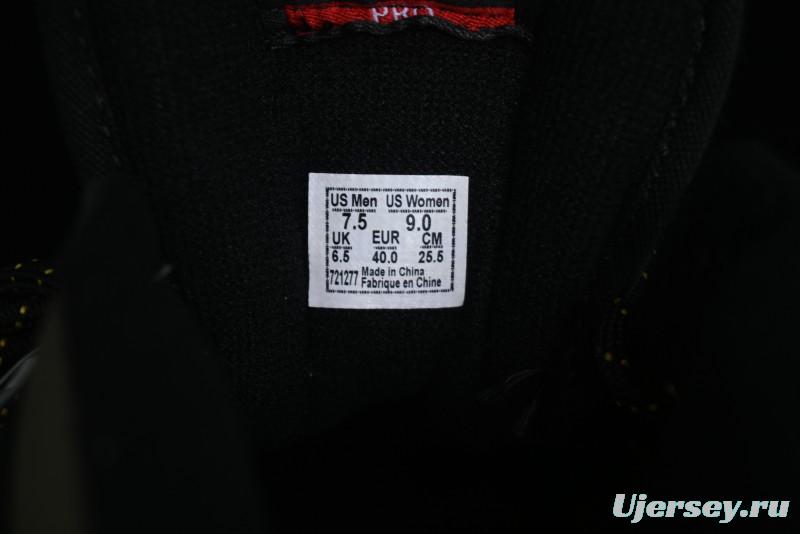 PRO
US Men US Women
7.5 9.0
UK EUR CM
6.5 40.0 25.5
721277 Made in China
Fabrique en Chine
Ujersey.ru